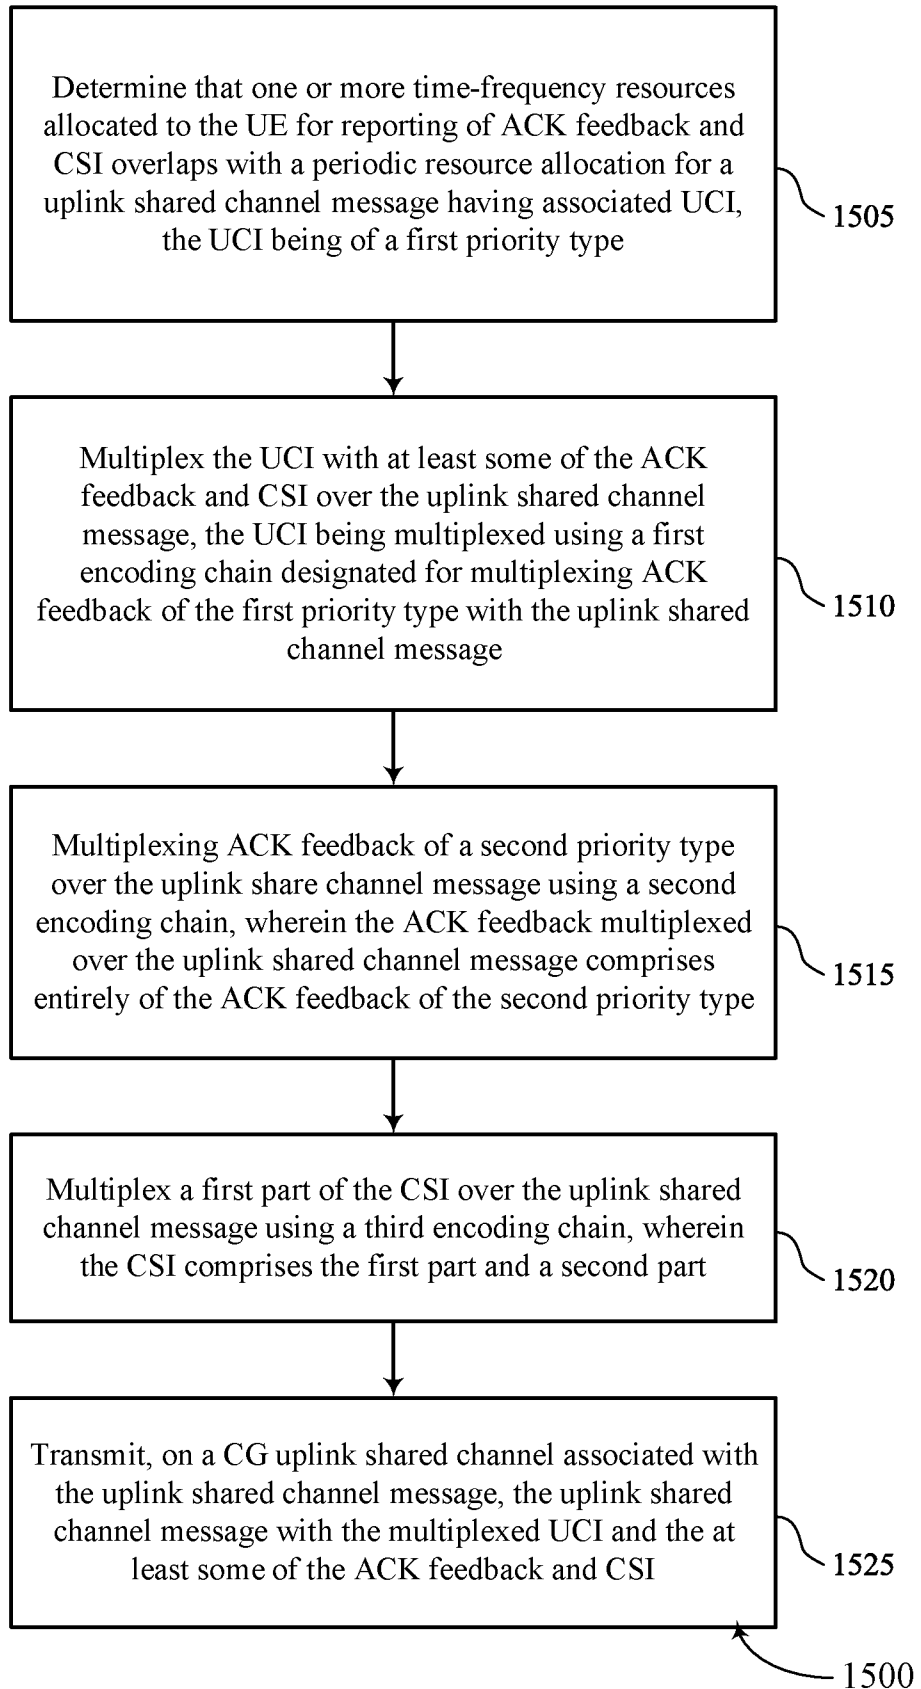 Determine that one or more time-frequency resources
allocated to the UE for reporting of ACK feedback and
CSI overlaps with a periodic resource allocation for a
uplink shared channel message having associated UCI,
the UCI being of a first priority type
1505
Multiplex the UCI with at least some of the ACK
feedback and CSI over the uplink shared channel
message, the UCI being multiplexed using a first
encoding chain designated for multiplexing ACK
feedback of the first priority type with the uplink shared
channel message
1510
Multiplexing ACK feedback of a second priority type
over the uplink share channel message using a second
encoding chain, wherein the ACK feedback multiplexed
over the uplink shared channel message comprises
entirely of the ACK feedback of the second priority type
1515
Multiplex a first part of the CSI over the uplink shared
channel message using a third encoding chain, wherein
the CSI comprises the first part and a second part
1520
Transmit, on a CG uplink shared channel associated with
the uplink shared channel message, the uplink shared
channel message with the multiplexed UCI and the at
least some of the ACK feedback and CSI
1525
1500